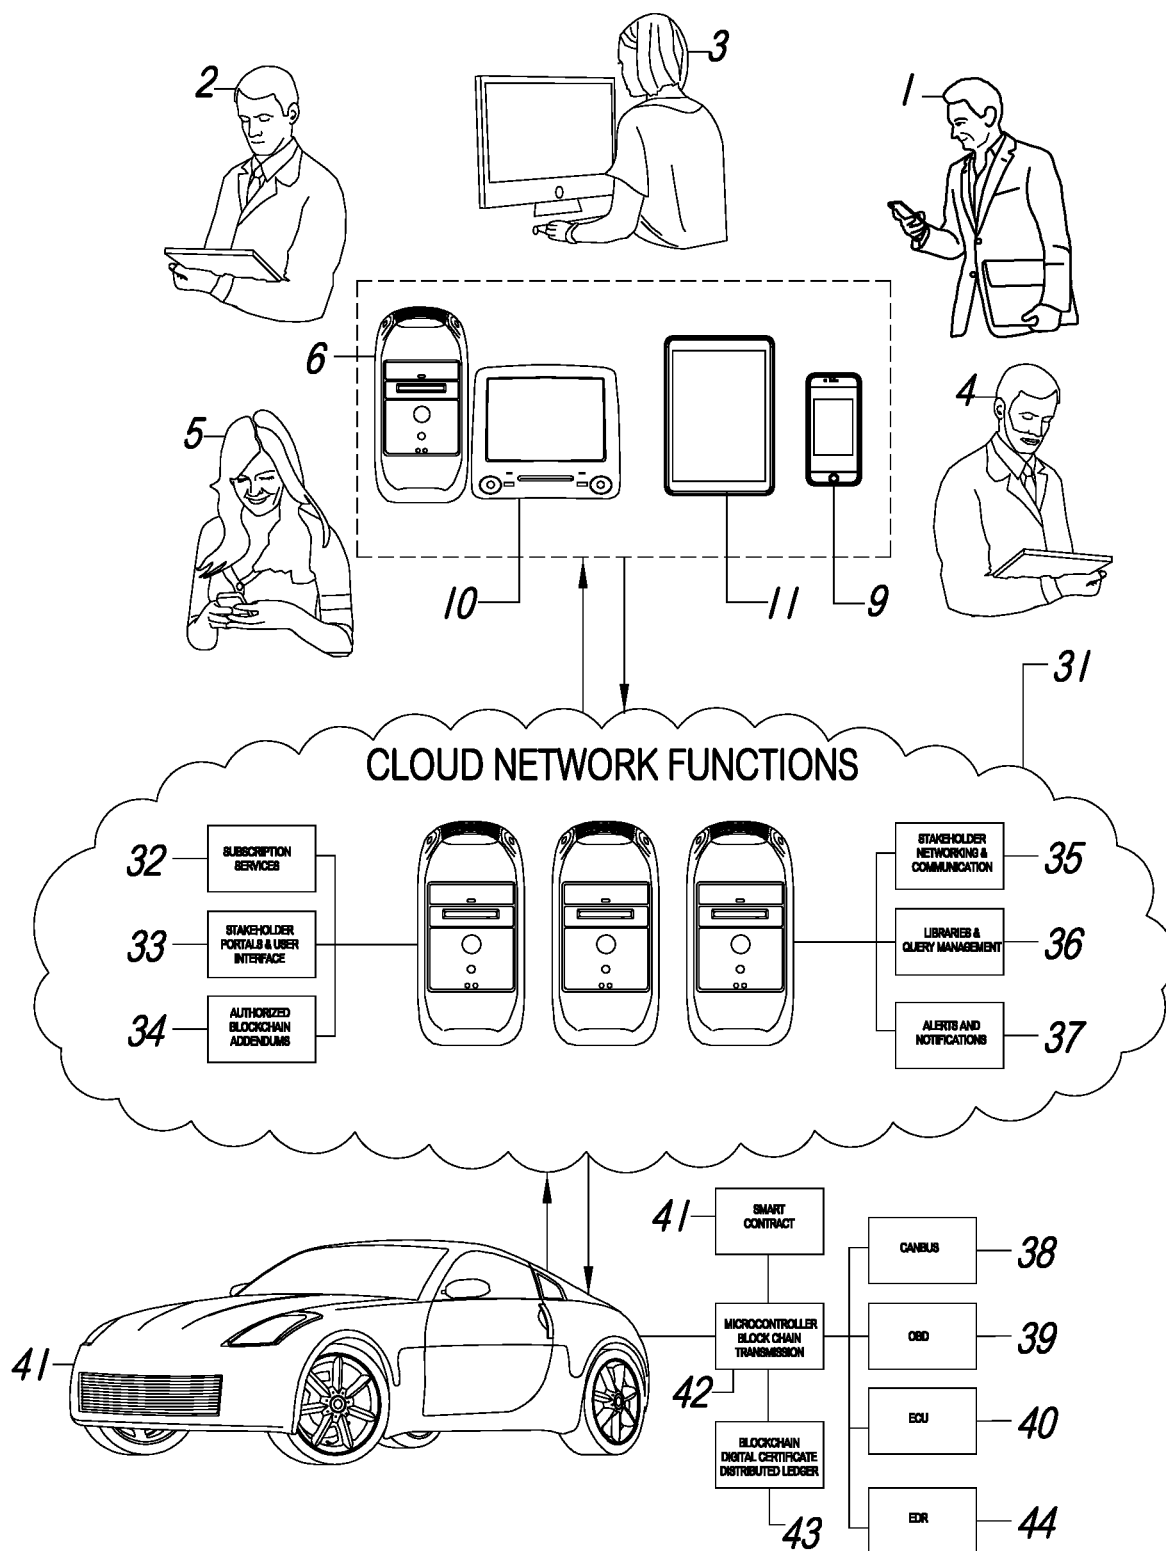 2
3
1
6
4
5
10
11
9
31
CLOUD NETWORK FUNCTIONS
32
SUBSCRIPTION
SERVICES
33
STAKEHOLDER
PORTALS & USER
INTERFACE
34
AUTHORIZED
BLOCKCHAIN
ADDENDUMS
STAKEHOLDER
NETWORKING &
COMMUNICATION
35
LIBRARIES &
QUERY MANAGEMENT
36
ALERTS AND
NOTIFICATIONS
37
41
SMART
CONTRACT
CANBUS
38
41
MICROCONTROLLER
BLOCK CHAIN
TRANSMISSION
42
OBD
39
ECU
40
BLOCKCHAIN
DIGITAL CERTIFICATE
DISTRIBUTED LEDGER
43
EDR
44